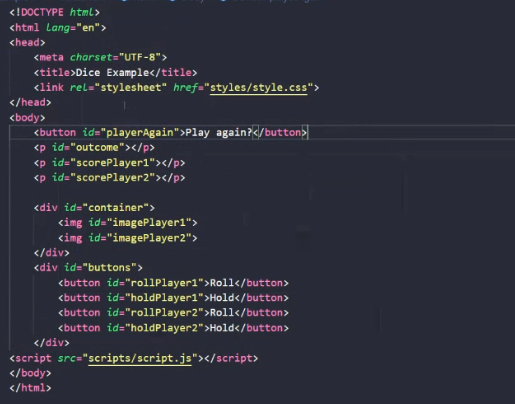 <!DOCTYPE html>
<html lang="en">
<head>
    <meta charset="UTF-8">
    <title>Dice Example</title>
    <link rel="stylesheet" href="styles/style.css">
</head>
<body>
    <button id="playerAgain">Play again?</button>
    <p id="outcome"></p>
    <p id="scorePlayer1"></p>
    <p id="scorePlayer2"></p>

    <div id="container">
        <img id="imagePlayer1">
        <img id="imagePlayer2">
    </div>
    <div id="buttons">
        <button id="rollPlayer1">Roll</button>
        <button id="holdPlayer1">Hold</button>
        <button id="rollPlayer2">Roll</button>
        <button id="holdPlayer2">Hold</button>
    </div>
<script src="scripts/script.js"></script>
</body>
</html>